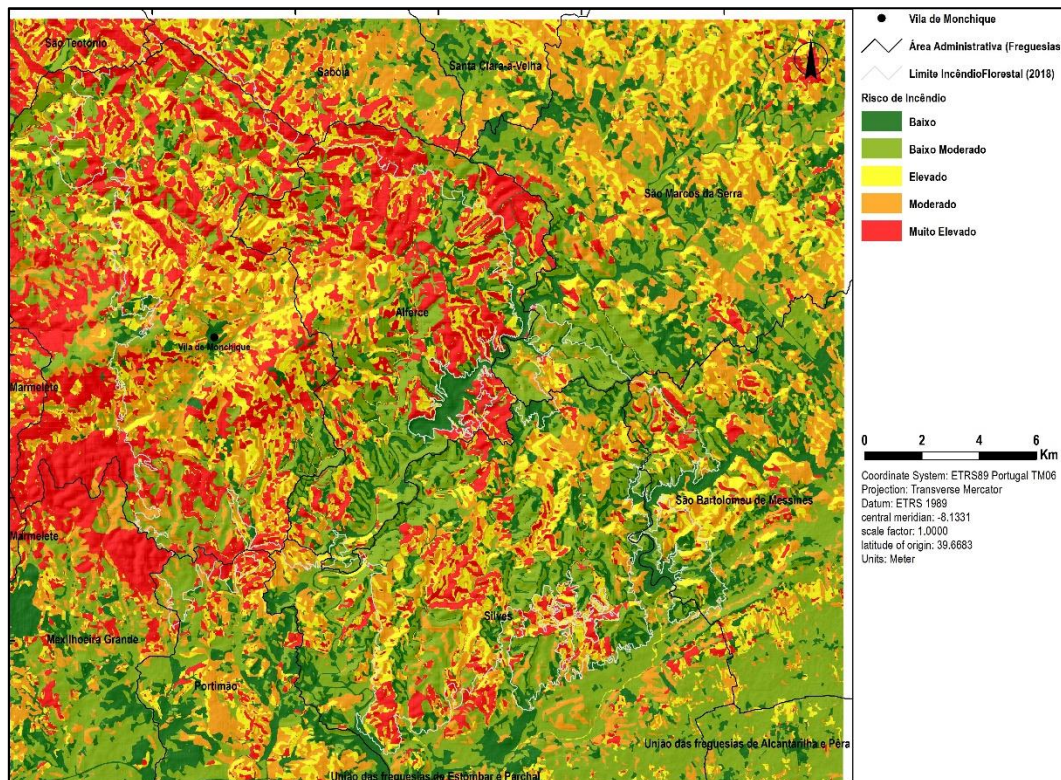 São Teotónio
Sabóia
Santa Clara-a-Velha
N
São Marcos da Serra
Alferce
Vila de Monchique
Marmelete
São Bartolomeu de Messines
Marmelete
Silves
Mexilhoeira Grande
Portimão
União das freguesias de Alcantarilha e Pêra
União das freguesias de Estômbar e Parchal
Vila de Monchique
Área Administrativa (Freguesias
Limite IncêndioFlorestal (2018)
Risco de Incêndio
Baixo
Baixo Moderado
Elevado
Moderado
Muito Elevado
0 2 4 6
Km
Coordinate System: ETRS89 Portugal TM06
Projection: Transverse Mercator
Datum: ETRS 1989
central meridian: -8.1331
scale factor: 1.0000
latitude of origin: 39.6683
Units: Meter